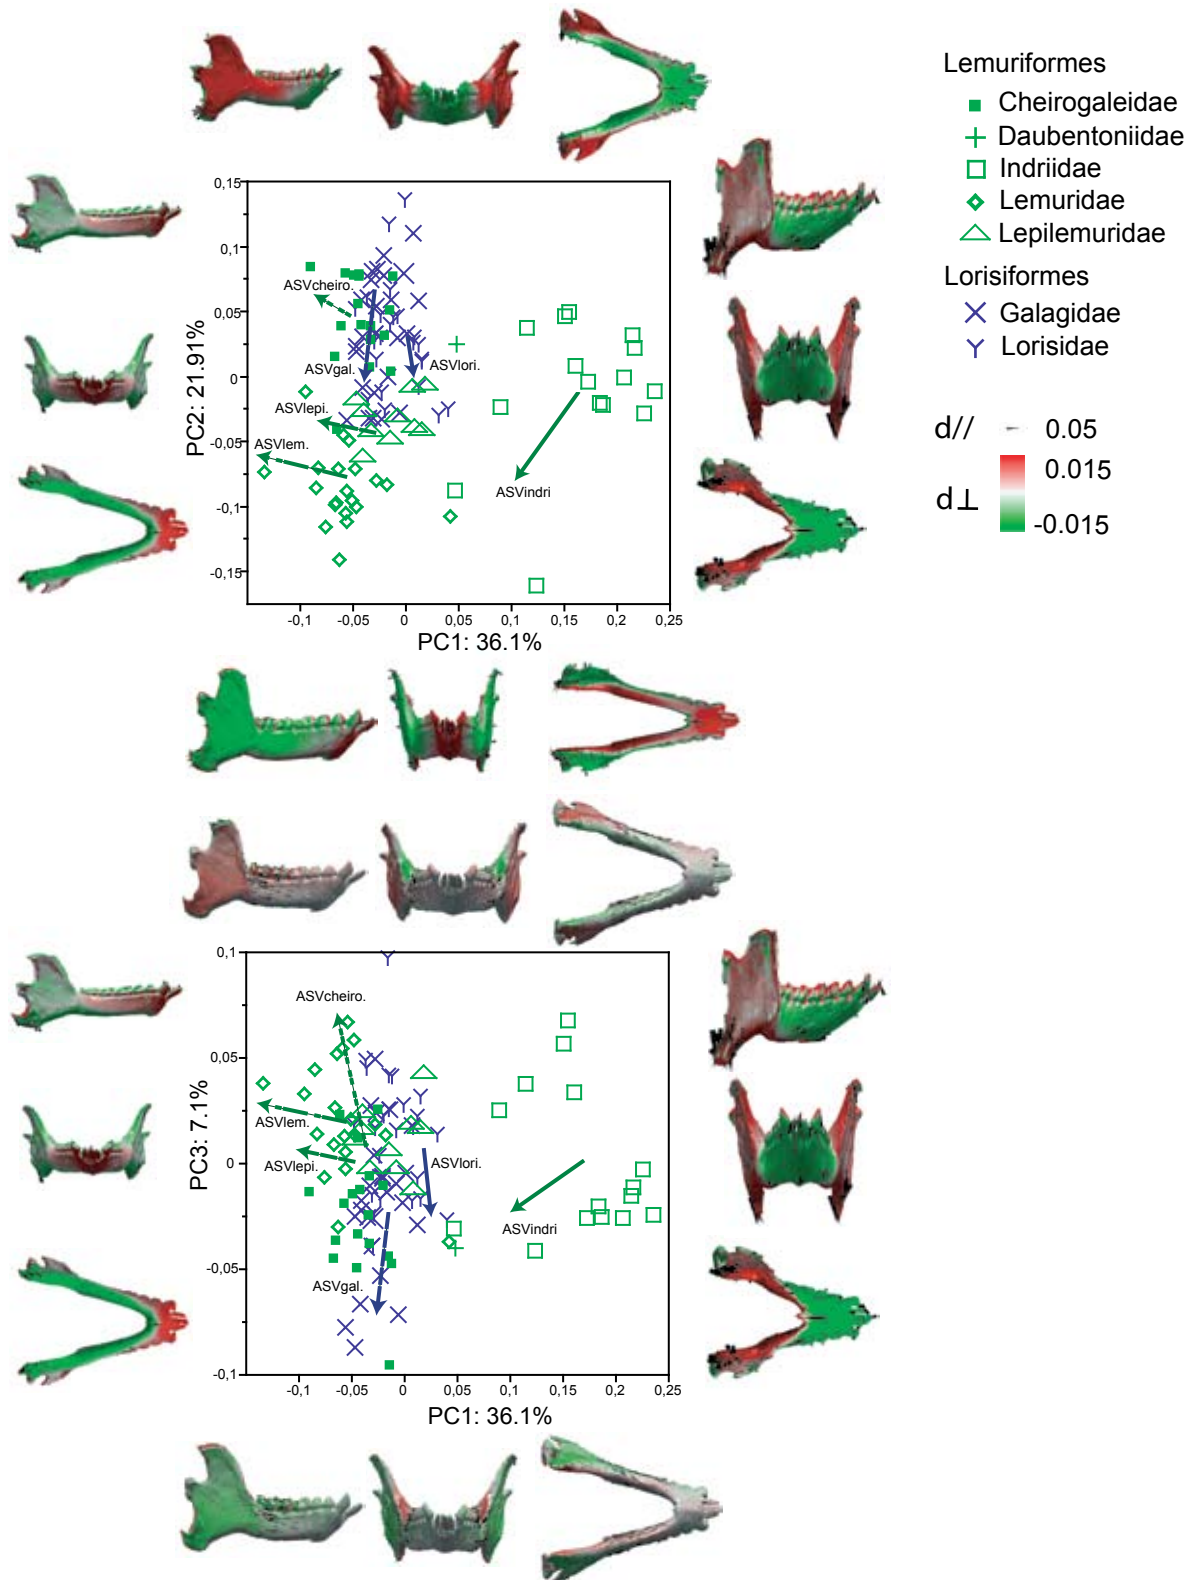 Lemuriformes
Cheirogaleidae
Daubentoniidae
Indriidae
Lemuridae
Lepilemuridae
Lorisiformes
Galagidae
Lorisidae
d// 0.05
d⊥
0.015
-0.015
0,15
0,1
0,05
0
-0,05
-0,1
-0,15
PC2: 21.91%
ASVcheiro.
ASVgal.
ASVlori.
ASVlepi.
ASVlem.
ASVindri
-0,1 -0,05 0 0,05 0,1 0,15 0,2 0,25
PC1: 36.1%
0,1
0,05
0
-0,05
-0,1
PC3: 7.1%
ASVcheiro.
ASVlem.
ASVlepi.
ASVlori.
ASVindri
ASVgal.
-0,1 -0,05 0 0,05 0,1 0,15 0,2 0,25
PC1: 36.1%